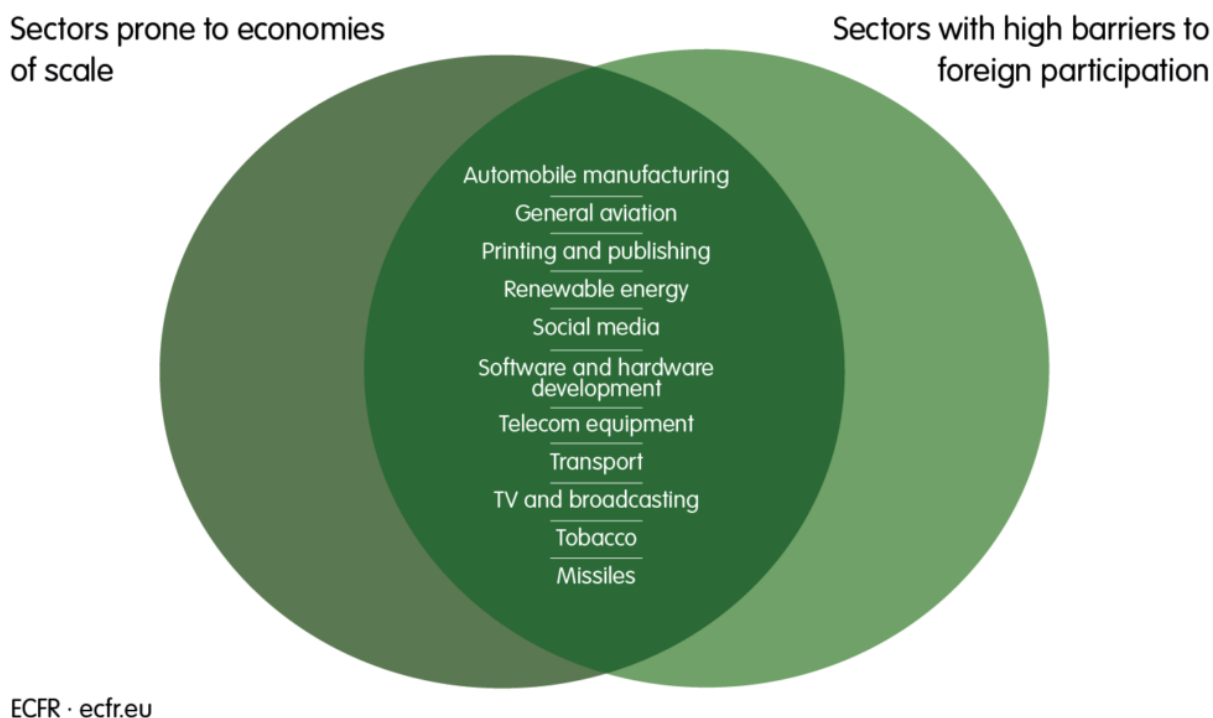 Sectors prone to economies
of scale
Sectors with high barriers to
foreign participation
Automobile manufacturing
General aviation
Printing and publishing
Renewable energy
Social media
Software and hardware
development
Telecom equipment
Transport
TV and broadcasting
Tobacco
Missiles
ECFR · ecfr.eu